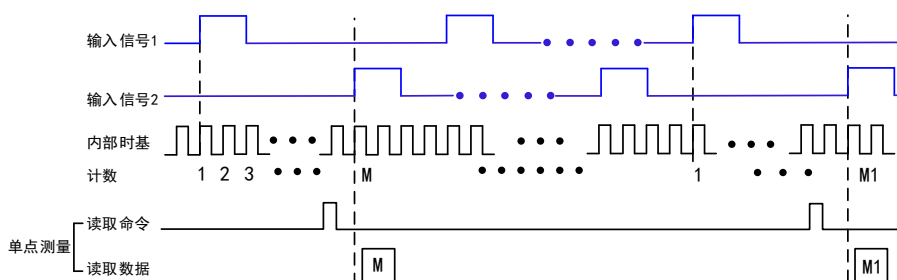 输入信号1
输入信号2
内部时基
计数 1 2 3 M 1 M1
单点测量
读取命令
读取数据 M M1